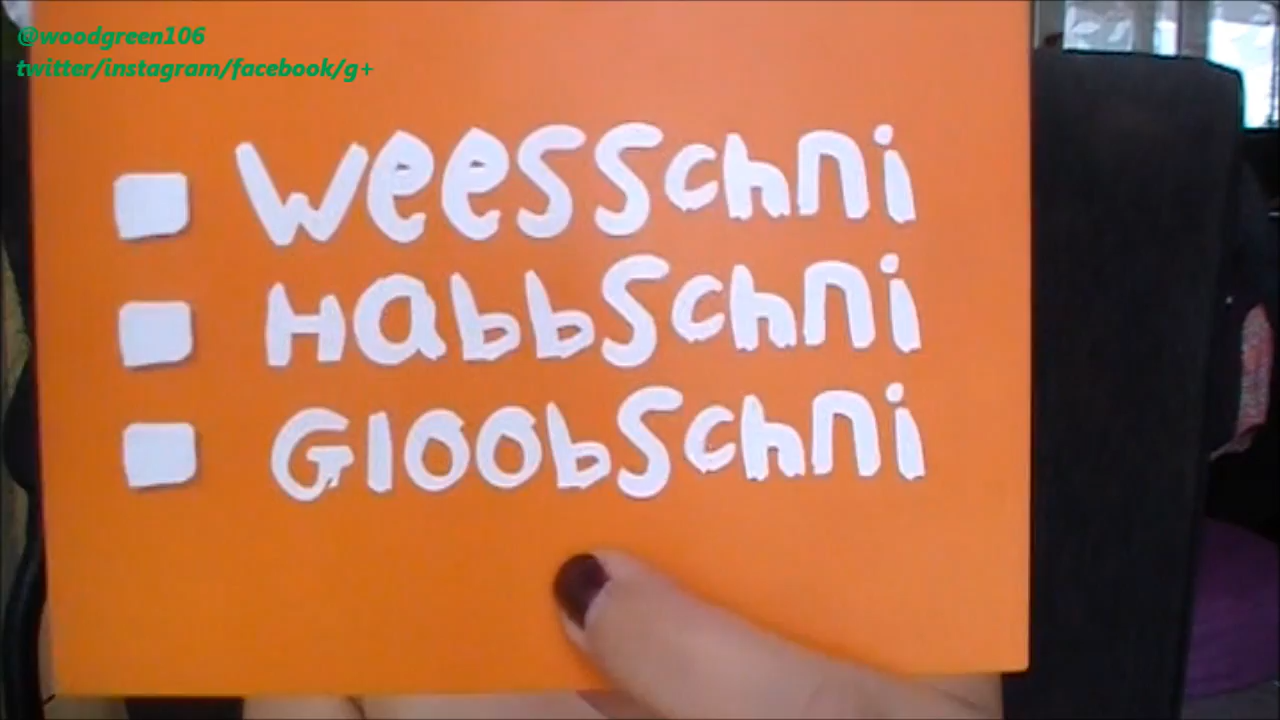 @woodgreen106
twitter/instagram/facebook/g+
Weesschni
Habbschni
Gloobschni